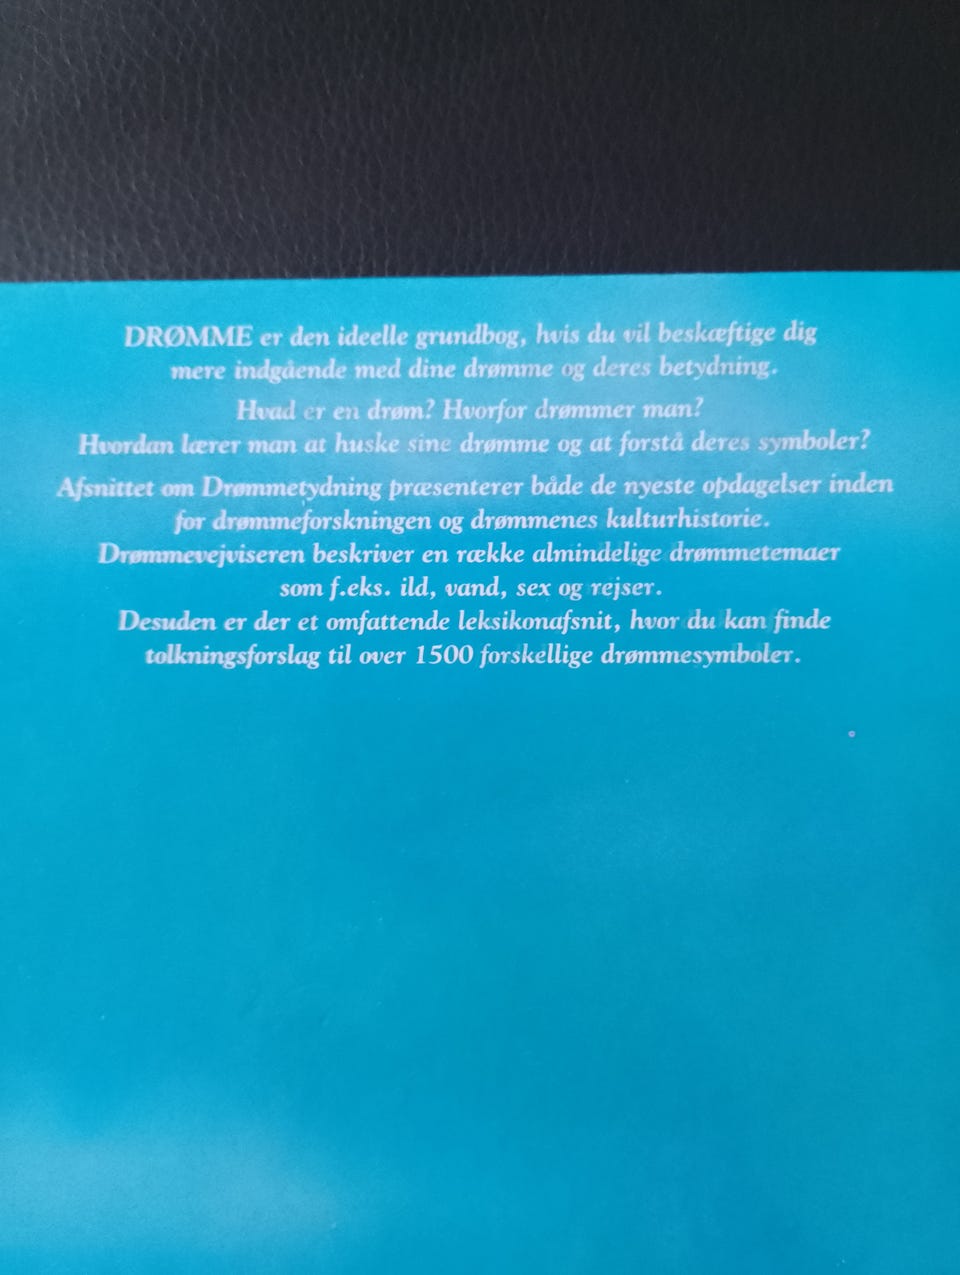 DRØMME er den ideelle grundbog, hvis du vil beskæftige dig
mere indgående med dine drømme og deres betydning.
Hvad er en drøm? Hvorfor drømmer man?
Hvordan lærer man at huske sine drømme og at forstå deres symboler?
Afsnittet om Drømmetydning præsenterer både de nyeste opdagelser inden
for drømmeforskningen og drømmenes kulturhistorie.
Drømmevejviseren beskriver en række almindelige drømmetemaer
som f.eks. ild, vand, sex og rejser.
Desuden er der et omfattende leksikonafsnit, hvor du kan finde
tolkningsforslag til over 1500 forskellige drømmesymboler.